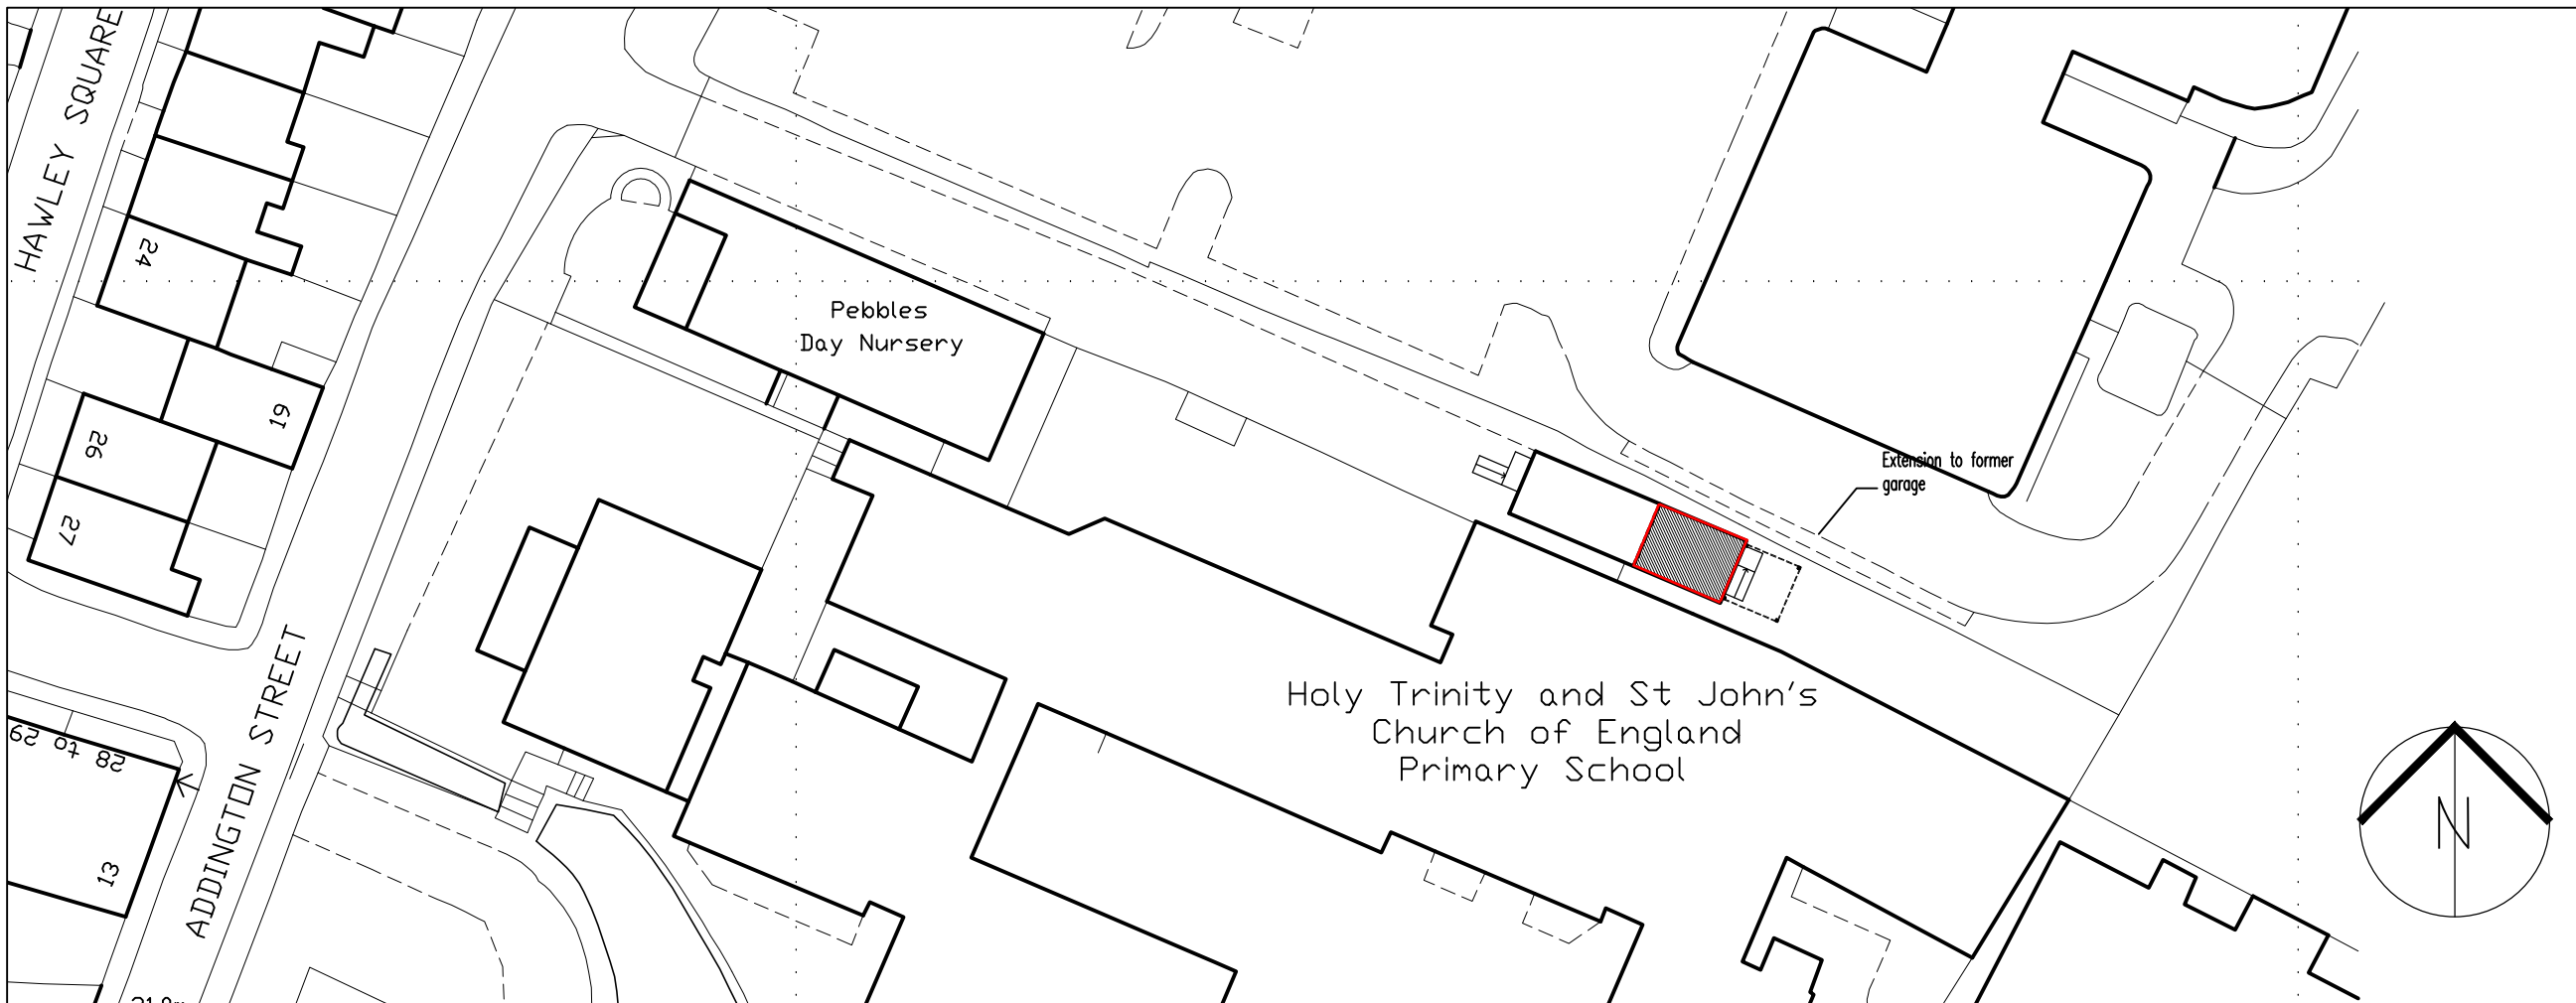 HAWLEY SQUARE
24
19
26
27
28 to 29
13
ADDINGTON STREET
Pebbles
Day Nursery
Extension to former
garage
Holy Trinity and St John's
Church of England
Primary School
N